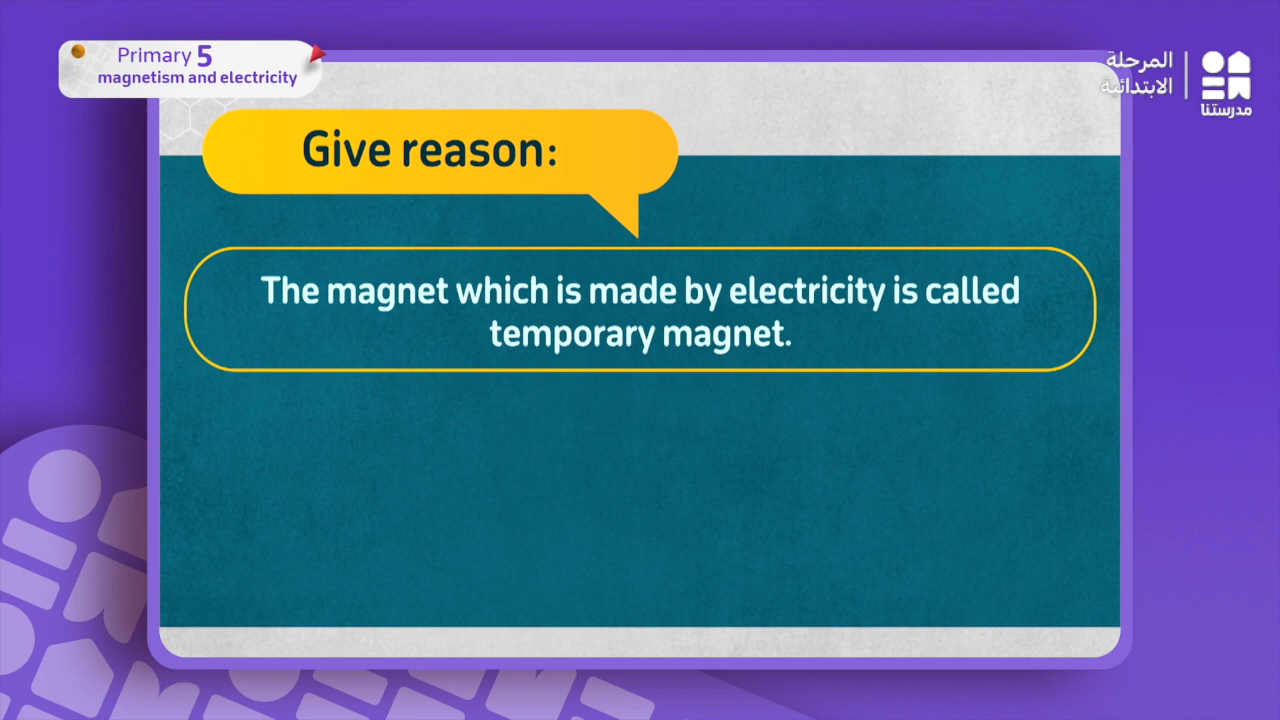 Primary 5
magnetism and electricity
المرحلة
الابتدائية
مدرستنا
Give reason:
The magnet which is made by electricity is called
temporary magnet.